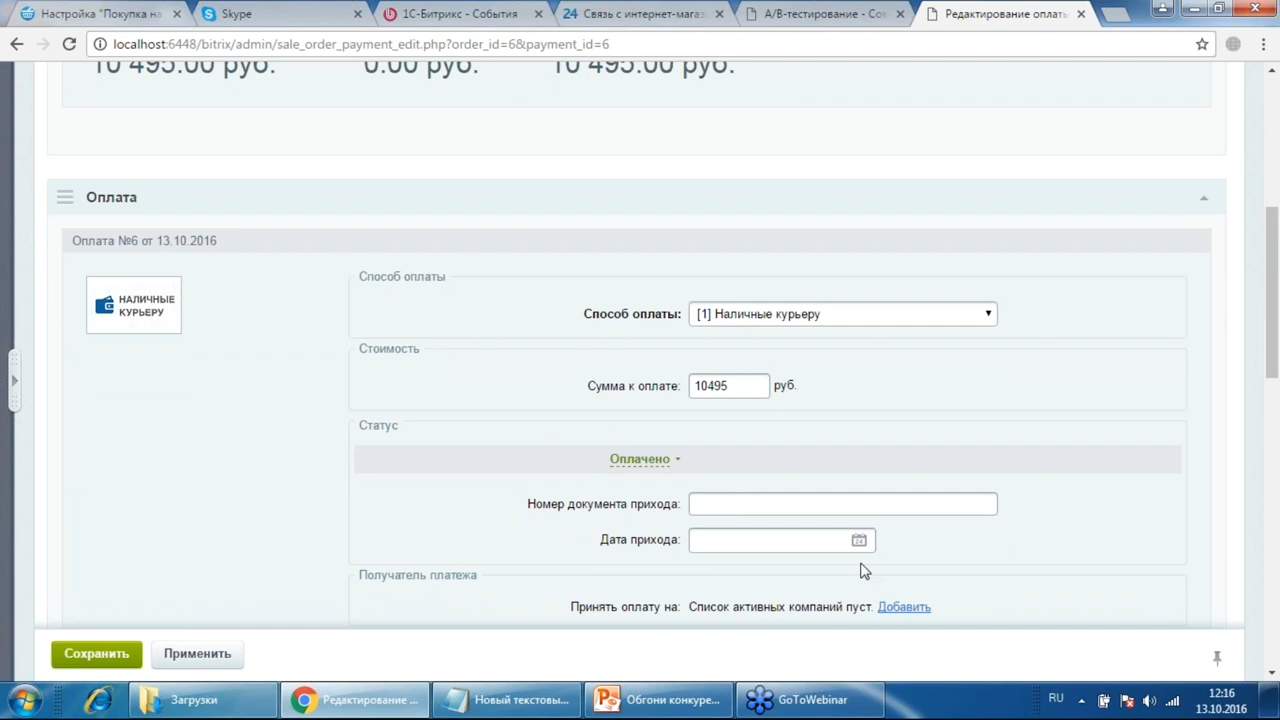 Настройка "Покупка на
Skype
1С-Битрикс - События
24 Связь с интернет-магаз
A/B-тестирование - Сос
Редактирование оплаты
localhost:6448/bitrix/admin/sale_order_payment_edit.php?order_id=6&payment_id=6
10 495.00 руб. 0.00 руб. 10 495.00 руб.
Оплата
Оплата №6 от 13.10.2016
НАЛИЧНЫЕ
КУРЬЕРУ
Способ оплаты
Способ оплаты: [1] Наличные курьеру
Стоимость
Сумма к оплате: 10495 руб.
Статус
Оплачено
Номер документа прихода:
Дата прихода:
Получатель платежа
Принять оплату на: Список активных компаний пуст. Добавить
Сохранить Применить
Загрузки
Редактирование ...
Новый текстовы...
Обгони конкуре...
GoToWebinar
RU
12:16
13.10.2016